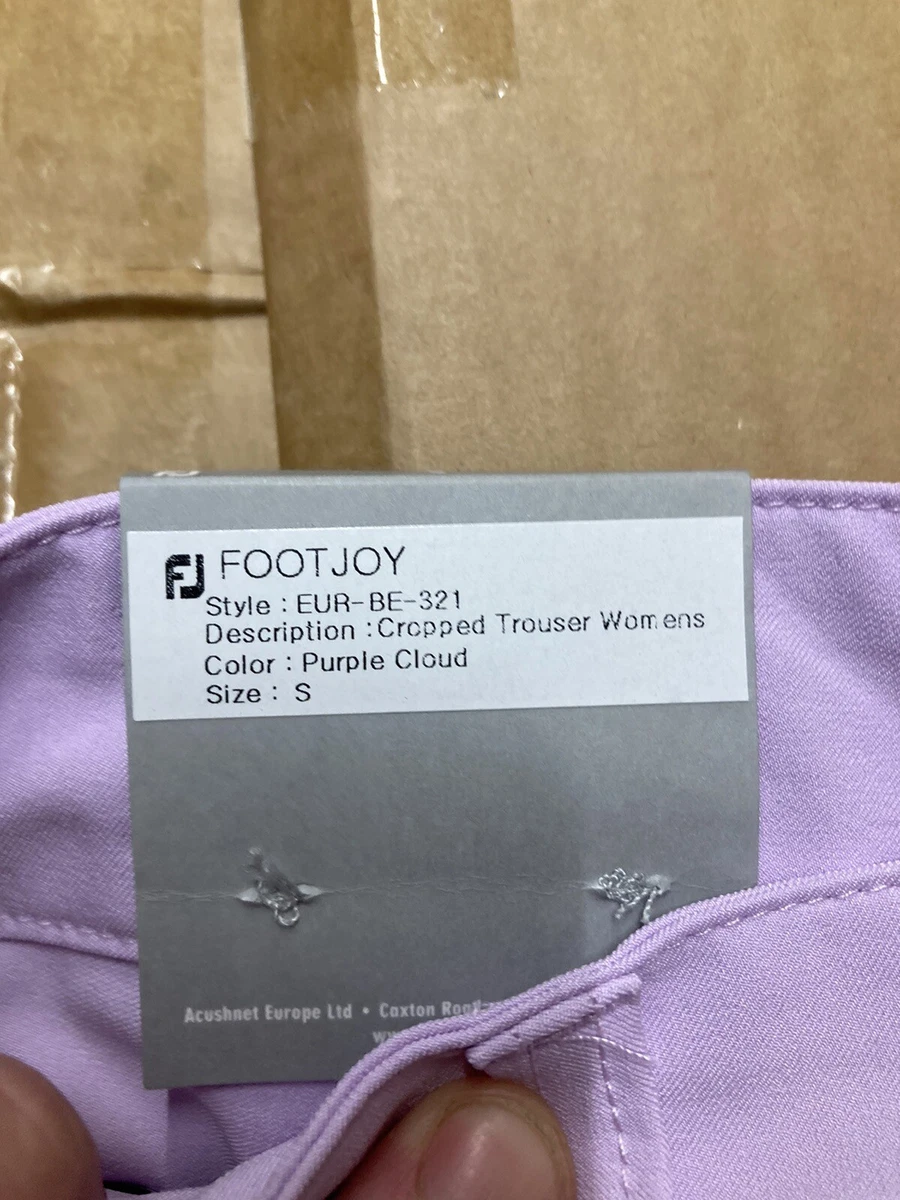 FJ FOOTJOY
Style : EUR-BE-321
Description :Cropped Trouser Womens
Color : Purple Cloud
Size : S
Acushnet Europe Ltd • Caxton